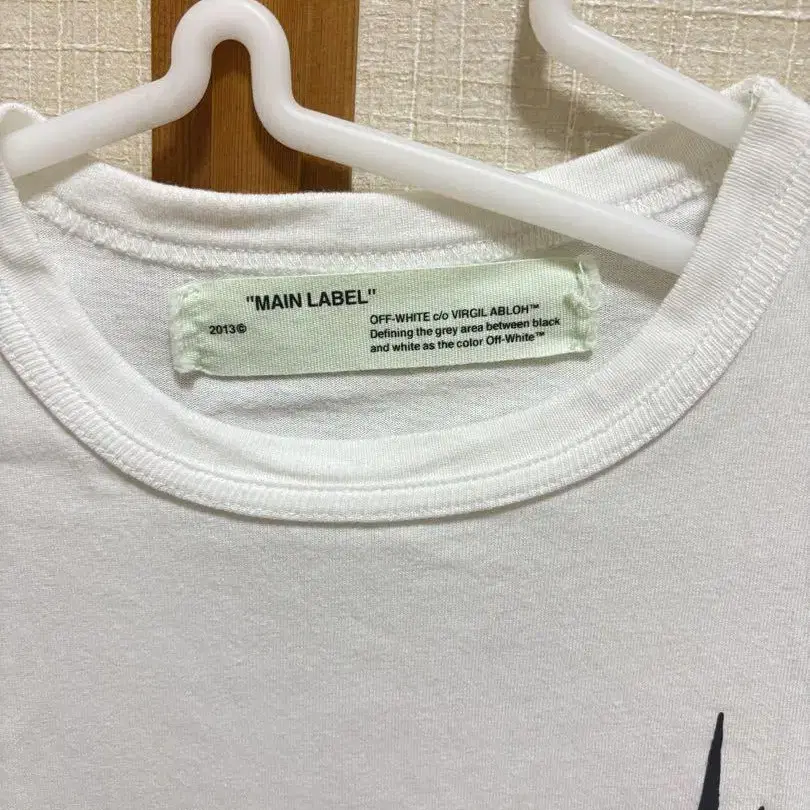 "MAIN LABEL"
2013©
OFF-WHITE c/o VIRGIL ABLOH™
Defining the grey area between black
and white as the color Off-White™